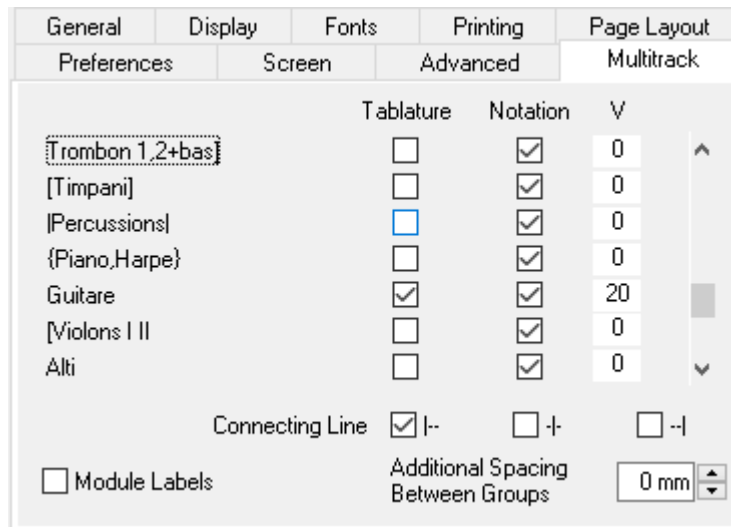 General Display Fonts Printing Page Layout
Preferences Screen Advanced Multitrack
Tablature Notation V
Trombon 1,2+bas] 0
[Timpani] 0
|Percussions| 0
{Piano,Harpe} 0
Guitare 20
[Violons I II 0
Alti 0
Connecting Line |-- -|- --|
Module Labels Additional Spacing 0 mm
Between Groups